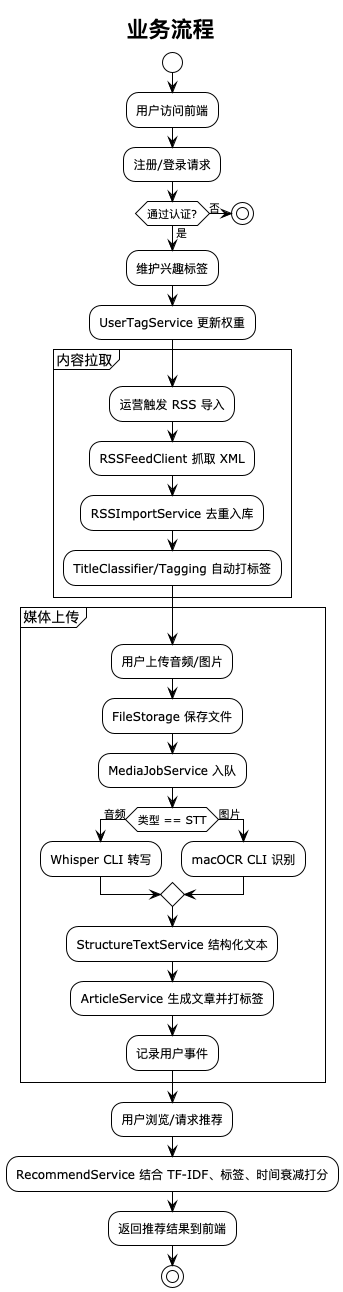 业务流程
用户访问前端
注册/登录请求
通过认证?
否
是
维护兴趣标签
UserTagService 更新权重
内容拉取
运营触发 RSS 导入
RSSFeedClient 抓取 XML
RSSImportService 去重入库
TitleClassifier/Tagging 自动打标签
媒体上传
用户上传音频/图片
FileStorage 保存文件
MediaJobService 入队
音频
类型 == STT
图片
Whisper CLI 转写
macOCR CLI 识别
StructureTextService 结构化文本
ArticleService 生成文章并打标签
记录用户事件
用户浏览/请求推荐
RecommendService 结合 TF-IDF、标签、时间衰减打分
返回推荐结果到前端